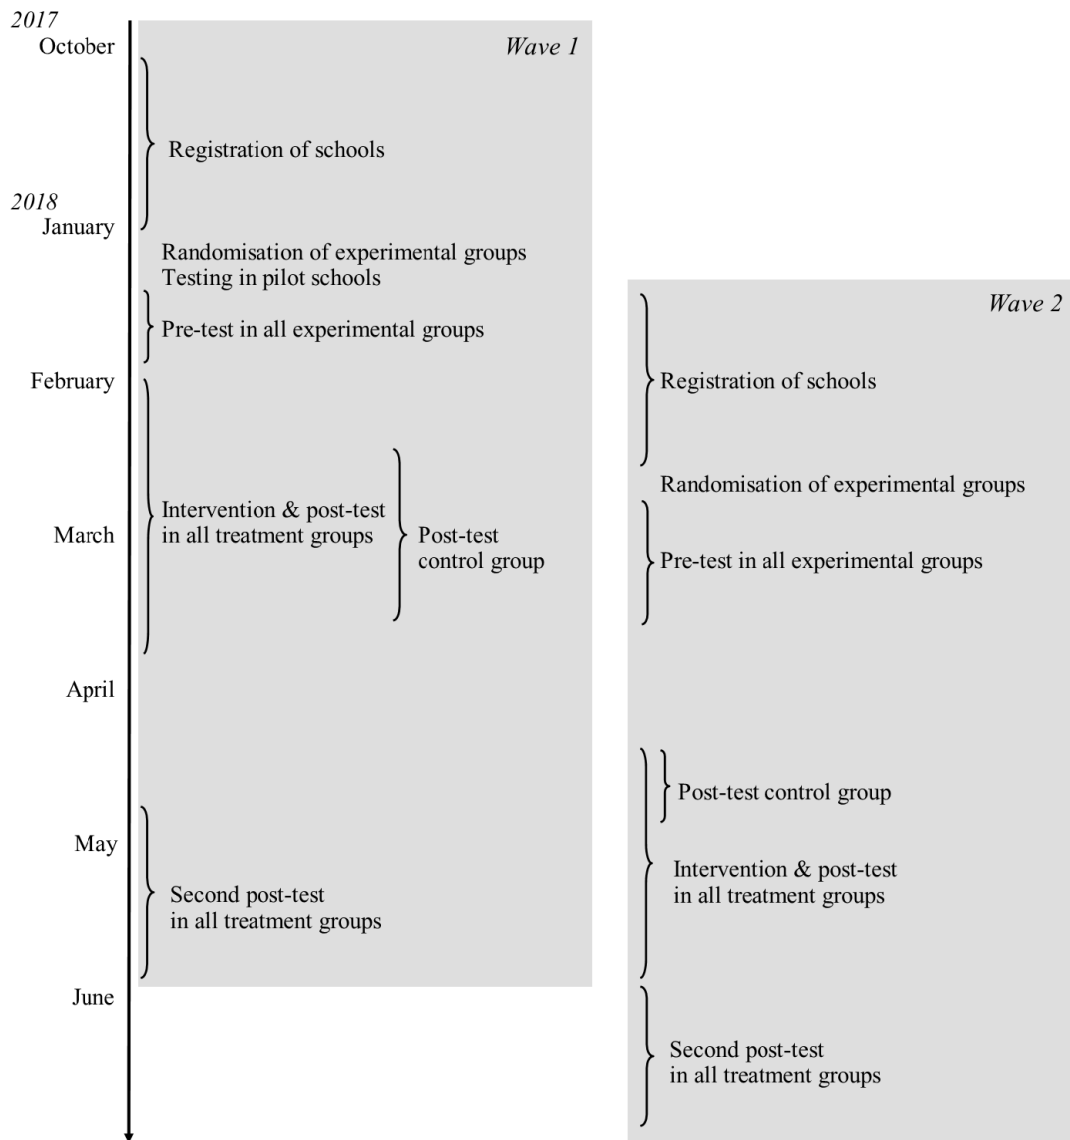 2017
October
Wave 1
Registration of schools
2018
January
Randomisation of experimental groups
Testing in pilot schools
Pre-test in all experimental groups
February
Intervention & post-test
in all treatment groups
March
Post-test
control group
April
May
Second post-test
in all treatment groups
June
Wave 2
Registration of schools
Randomisation of experimental groups
Pre-test in all experimental groups
Post-test control group
Intervention & post-test
in all treatment groups
Second post-test
in all treatment groups